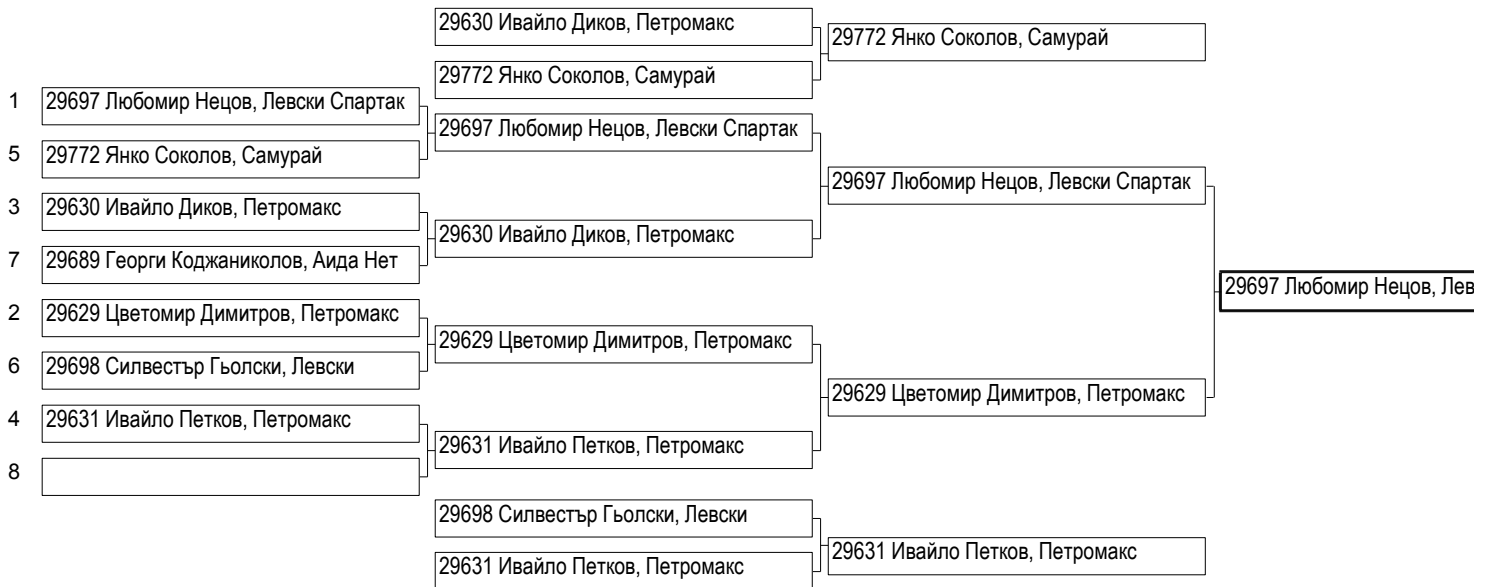 29630 Ивайло Диков, Петромакс
29772 Янко Соколов, Самурай
29772 Янко Соколов, Самурай
1 29697 Любомир Нецов, Левски Спартак
5 29772 Янко Соколов, Самурай
29697 Любомир Нецов, Левски Спартак
3 29630 Ивайло Диков, Петромакс
7 29689 Георги Коджаниколов, Аида Нет
29630 Ивайло Диков, Петромакс
29697 Любомир Нецов, Левски Спартак
2 29629 Цветомир Димитров, Петромакс
6 29698 Силвестър Гьолски, Левски
29629 Цветомир Димитров, Петромакс
4 29631 Ивайло Петков, Петромакс
8
29631 Ивайло Петков, Петромакс
29629 Цветомир Димитров, Петромакс
29697 Любомир Нецов, Лев
29698 Силвестър Гьолски, Левски
29631 Ивайло Петков, Петромакс
29631 Ивайло Петков, Петромакс